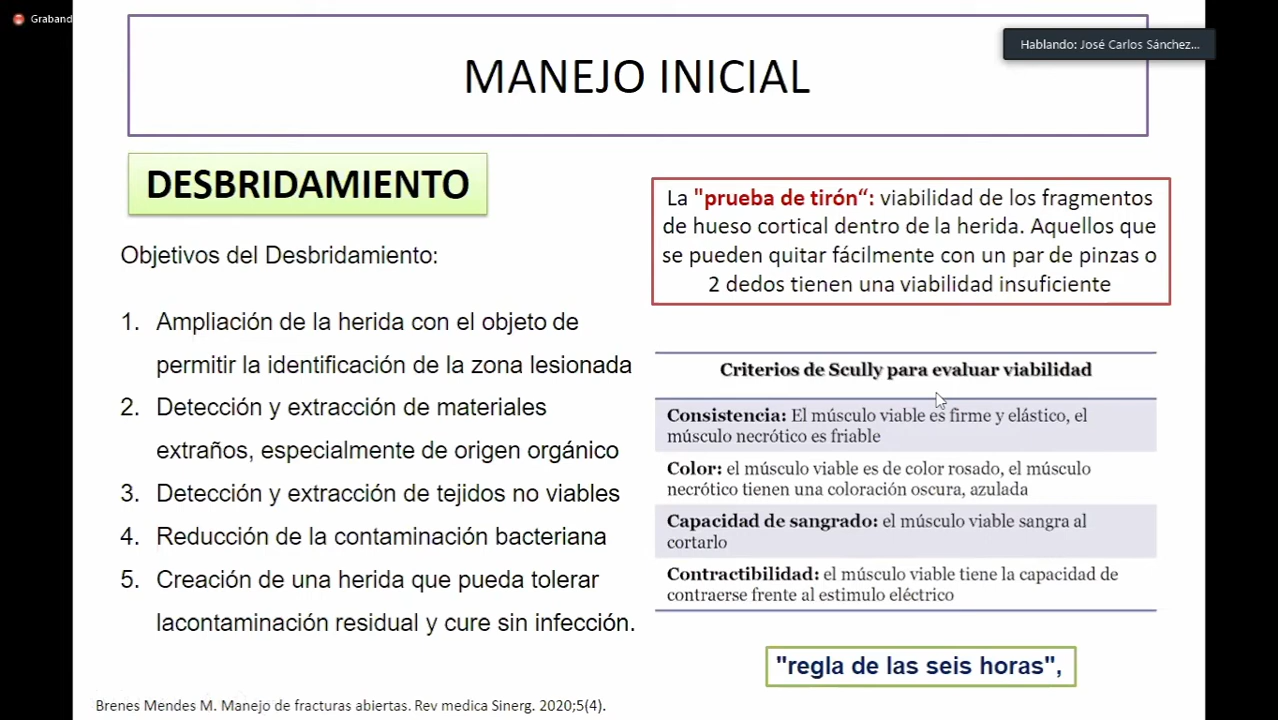 Graband
Hablando: José Carlos Sánchez...
MANEJO INICIAL
DESBRIDAMIENTO
Objetivos del Desbridamiento:
1. Ampliación de la herida con el objeto de
permitir la identificación de la zona lesionada
2. Detección y extracción de materiales
extraños, especialmente de origen orgánico
3. Detección y extracción de tejidos no viables
4. Reducción de la contaminación bacteriana
5. Creación de una herida que pueda tolerar
lacontaminación residual y cure sin infección.
La "prueba de tirón“: viabilidad de los fragmentos
de hueso cortical dentro de la herida. Aquellos que
se pueden quitar fácilmente con un par de pinzas o
2 dedos tienen una viabilidad insuficiente
Criterios de Scully para evaluar viabilidad
Consistencia: El músculo viable es firme y elástico, el
músculo necrótico es friable
Color: el músculo viable es de color rosado, el músculo
necrótico tienen una coloración oscura, azulada
Capacidad de sangrado: el músculo viable sangra al
cortarlo
Contractibilidad: el músculo viable tiene la capacidad de
contraerse frente al estimulo eléctrico
"regla de las seis horas",
Brenes Mendes M. Manejo de fracturas abiertas. Rev medica Sinerg. 2020;5(4).